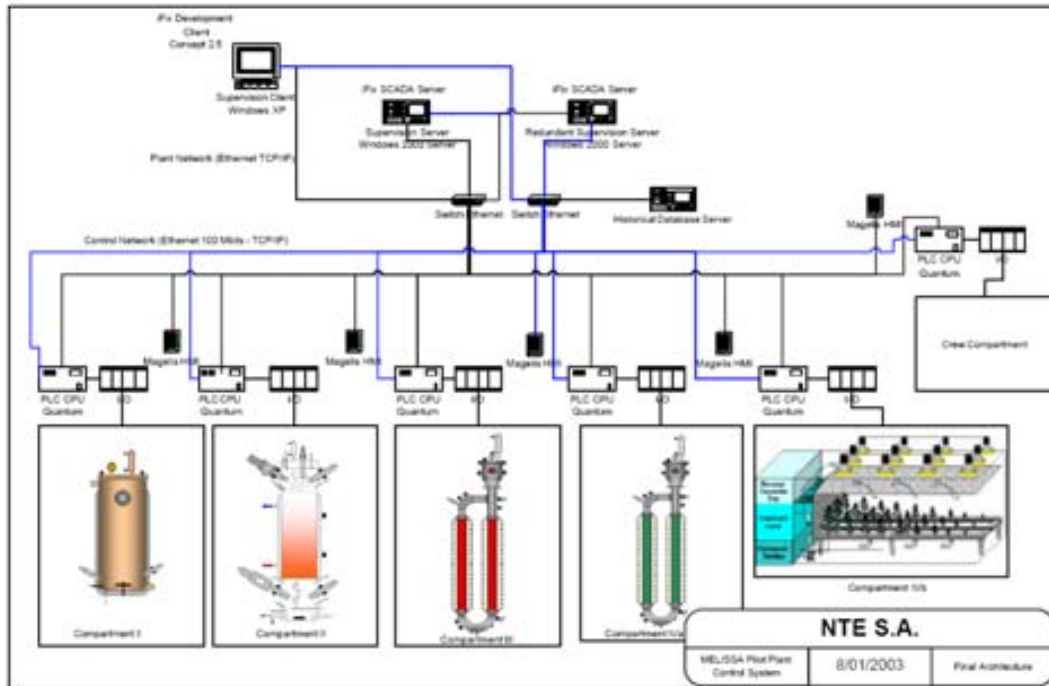 iFix Development
Client
Concept 2.5
Supervision Client
Windows XP
iFix SCADA Server
iFix SCADA Server
Supervision Server
Windows 2000 Server
Redundant Supervision Server
Windows 2000 Server
Plant Network (Ethernet TCP/IP)
Switch Ethernet
Switch Ethernet
Historical Database Server
Magelis HMI
Control Network (Ethernet 100 Mbits - TCP/IP)
PLC CPU
Quantum
I/O
Crew Compartment
Magelis HMI
Magelis HMI
Magelis HMI
Magelis HMI
PLC CPU
Quantum
I/O
PLC CPU
Quantum
I/O
PLC CPU
Quantum
I/O
PLC CPU
Quantum
I/O
PLC CPU
Quantum
I/O
Compartment II
Compartment III
Compartment IVb
NTE S.A.
MELISSA Pilot Plant
Control System
8/01/2003
Final Architecture